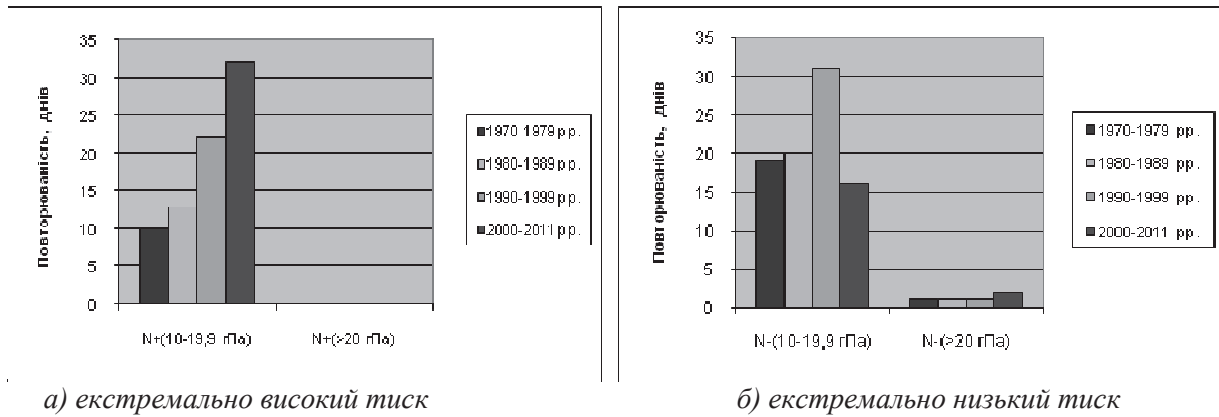 35
30
25
20
15
10
5
0
Повторюваність, днів
N+(10-19,9 гПа)
N+(>20 гПа)
1970 1979 рр.
1980-1989 рр.
1990-1999 рр.
2000-2011 рр.
а) екстремально високий тиск
35
30
25
20
15
10
5
0
Повторюваність, днів
N-(10-19,9 гПа)
N-(>20 гПа)
1970-1979 рр.
1980-1989 рр.
1990-1999 рр.
2000-2011 рр.
б) екстремально низький тиск